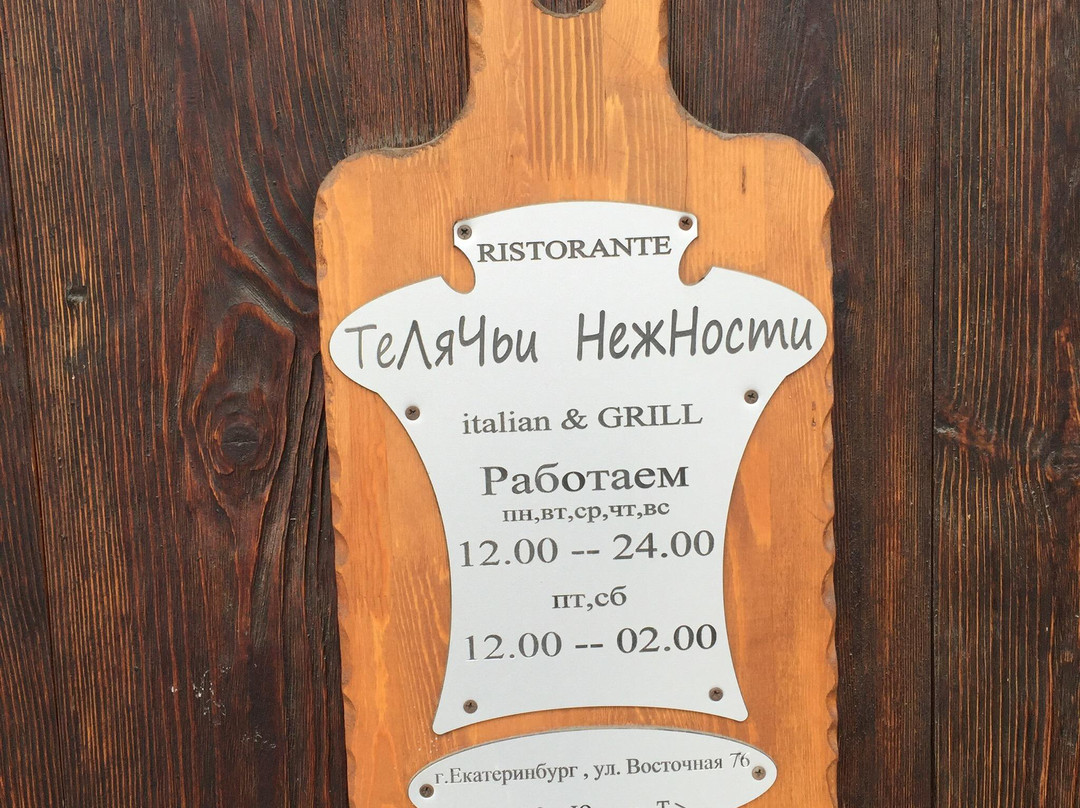 RISTORANTE
ТеЛяЧьи НежНости
italian & GRILL
Работаем
пн,вт,ср,чт,вс
12.00 -- 24.00
пт,сб
12.00 -- 02.00
г.Екатеринбург , ул. Восточная 76